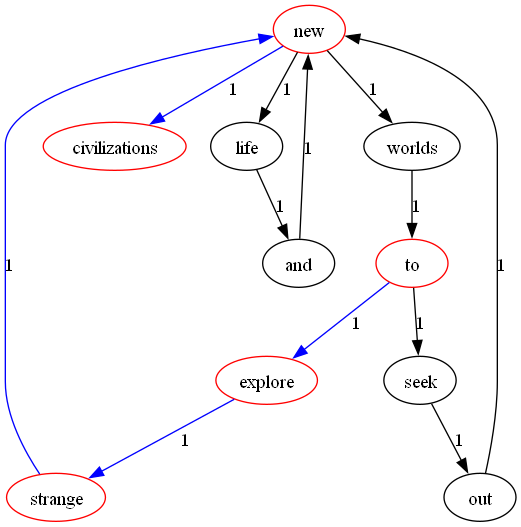 new
1 1 1
civilizations life worlds
1 1 1
1
and to
1 1
explore seek
1 1
strange out